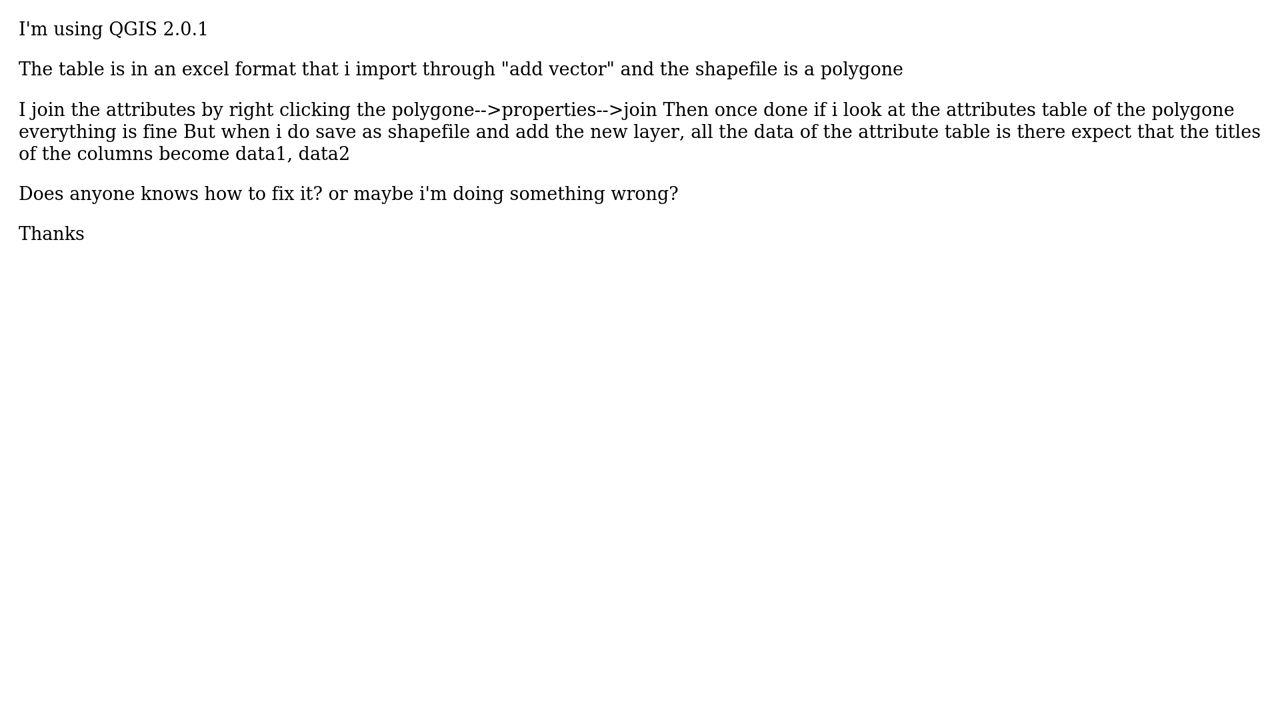 I'm using QGIS 2.0.1
The table is in an excel format that i import through "add vector" and the shapefile is a polygone
I join the attributes by right clicking the polygone-->properties-->join Then once done if i look at the attributes table of the polygone
everything is fine But when i do save as shapefile and add the new layer, all the data of the attribute table is there expect that the titles
of the columns become data1, data2
Does anyone knows how to fix it? or maybe i'm doing something wrong?
Thanks